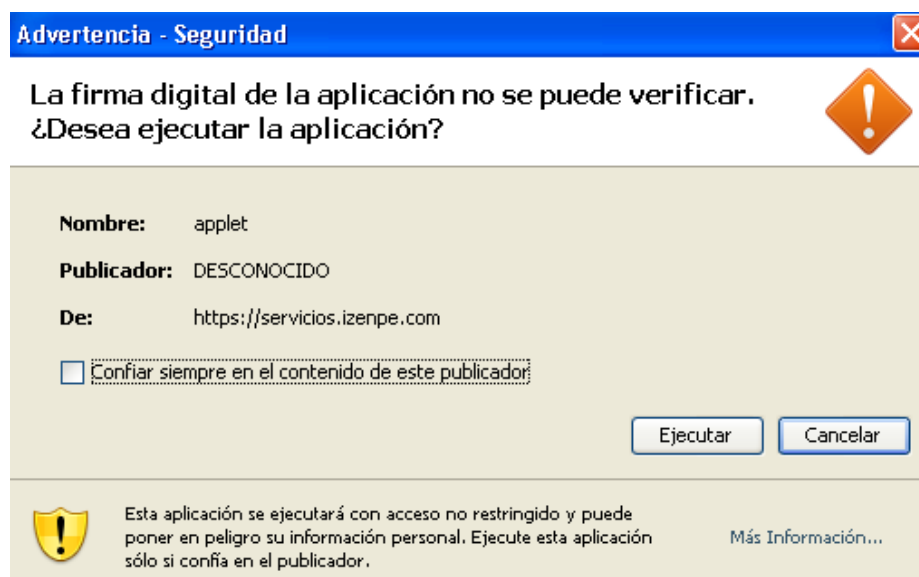 Advertencia - Seguridad
La firma digital de la aplicación no se puede verificar.
¿Desea ejecutar la aplicación?
Nombre: applet
Publicador: DESCONOCIDO
De: https://servicios.izenpe.com
Confiar siempre en el contenido de este publicador
Ejecutar Cancelar
Esta aplicación se ejecutará con acceso no restringido y puede
poner en peligro su información personal. Ejecute esta aplicación
sólo si confía en el publicador.
Más Información...